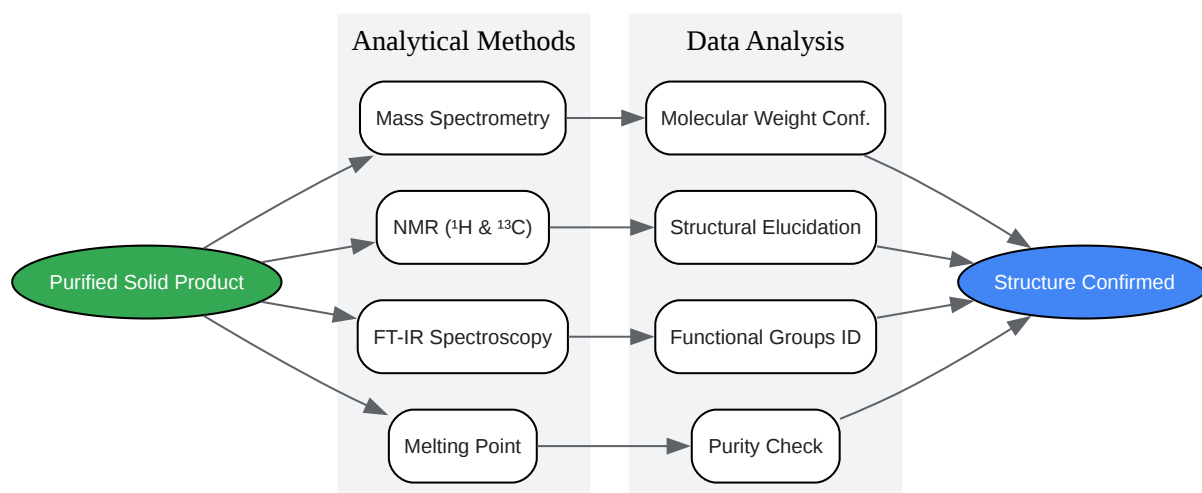 Analytical Methods
Data Analysis
Mass Spectrometry
Molecular Weight Conf.
NMR (¹H & ¹³C)
Structural Elucidation
Purified Solid Product
Structure Confirmed
FT-IR Spectroscopy
Functional Groups ID
Melting Point
Purity Check